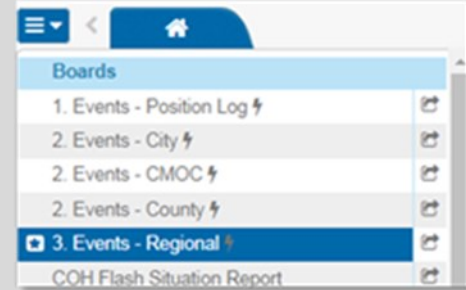 Boards
1. Events - Position Log
2. Events - City
2. Events - CMOC
2. Events - County
3. Events - Regional
COH Flash Situation Report